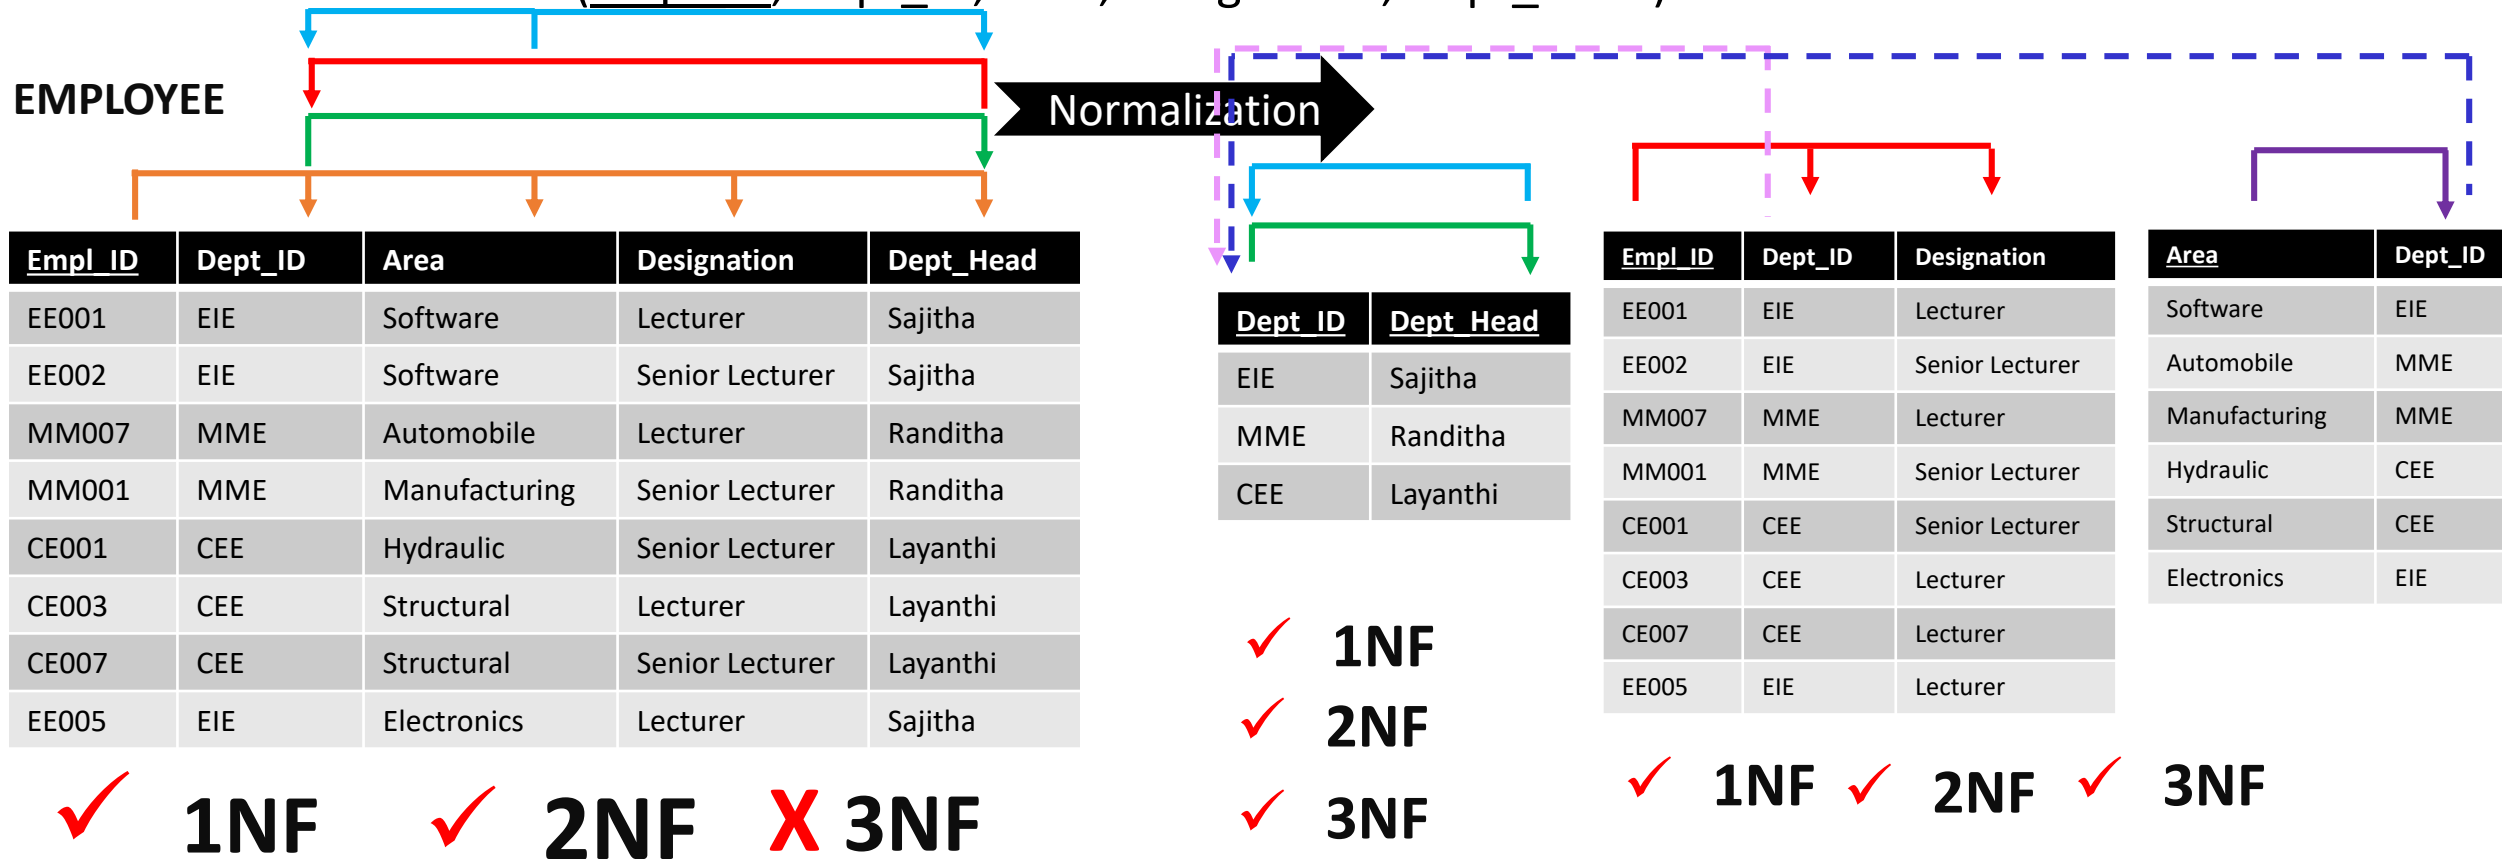 EMPLOYEE
Normalization
Empl_ID Dept_ID Area Designation Dept_Head
EE001 EIE Software Lecturer Sajitha
EE002 EIE Software Senior Lecturer Sajitha
MM007 MME Automobile Lecturer Randitha
MM001 MME Manufacturing Senior Lecturer Randitha
CE001 CEE Hydraulic Senior Lecturer Layanthi
CE003 CEE Structural Lecturer Layanthi
CE007 CEE Structural Senior Lecturer Layanthi
EE005 EIE Electronics Lecturer Sajitha
✓ 1NF ✓ 2NF X 3NF
Dept_ID Dept_Head
EIE Sajitha
MME Randitha
CEE Layanthi
✓ 1NF
✓ 2NF
✓ 3NF
Empl_ID Dept_ID Designation
EE001 EIE Lecturer
EE002 EIE Senior Lecturer
MM007 MME Lecturer
MM001 MME Senior Lecturer
CE001 CEE Senior Lecturer
CE003 CEE Lecturer
CE007 CEE Lecturer
EE005 EIE Lecturer
Area Dept_ID
Software EIE
Automobile MME
Manufacturing MME
Hydraulic CEE
Structural CEE
Electronics EIE
✓ 1NF ✓ 2NF ✓ 3NF